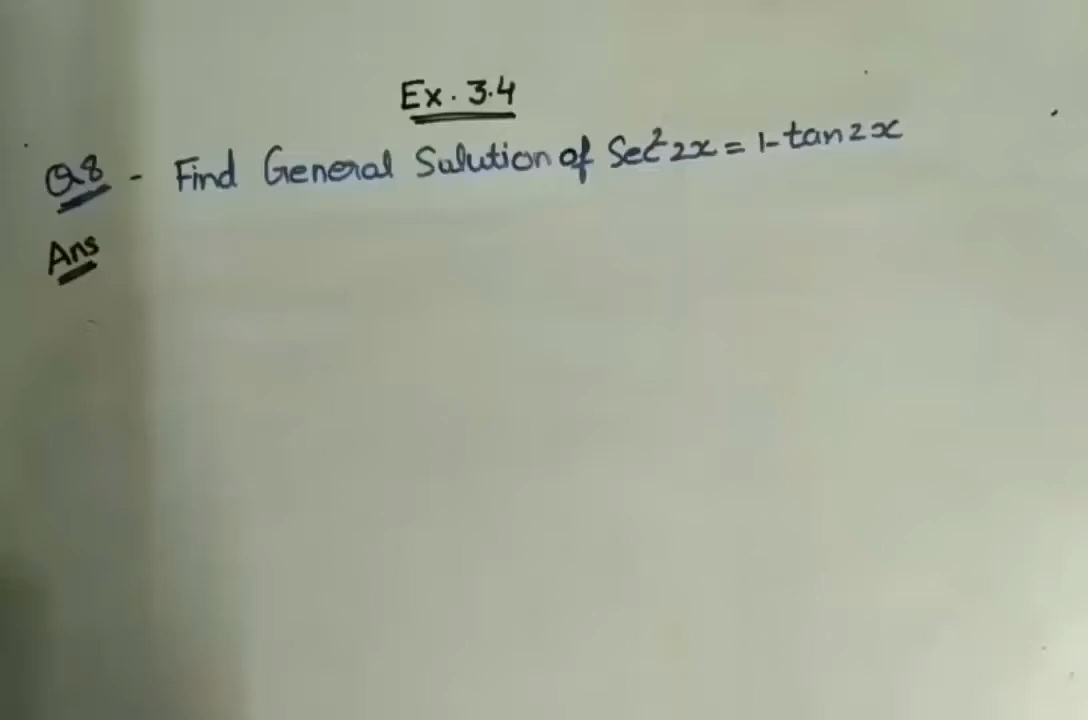 Ex. 3.4
Q8 - Find General Solution of Sec²2x = 1-tan2x
Ans